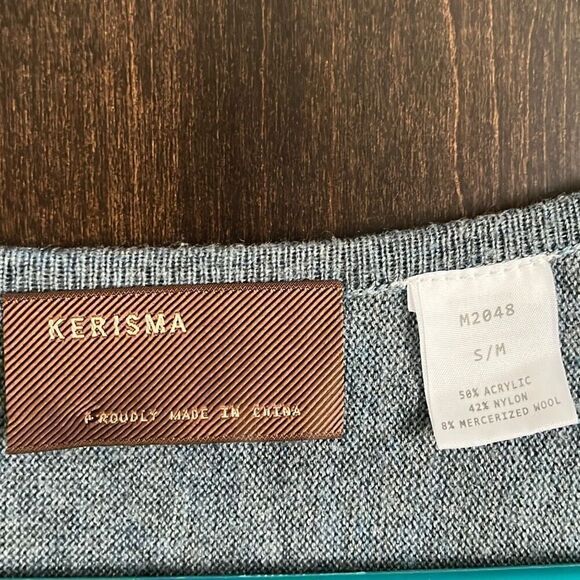 KERISMA
PROUDLY MADE IN CHINA
M2048
S/M
50% ACRYLIC
42% NYLON
8% MERCERIZED WOOL